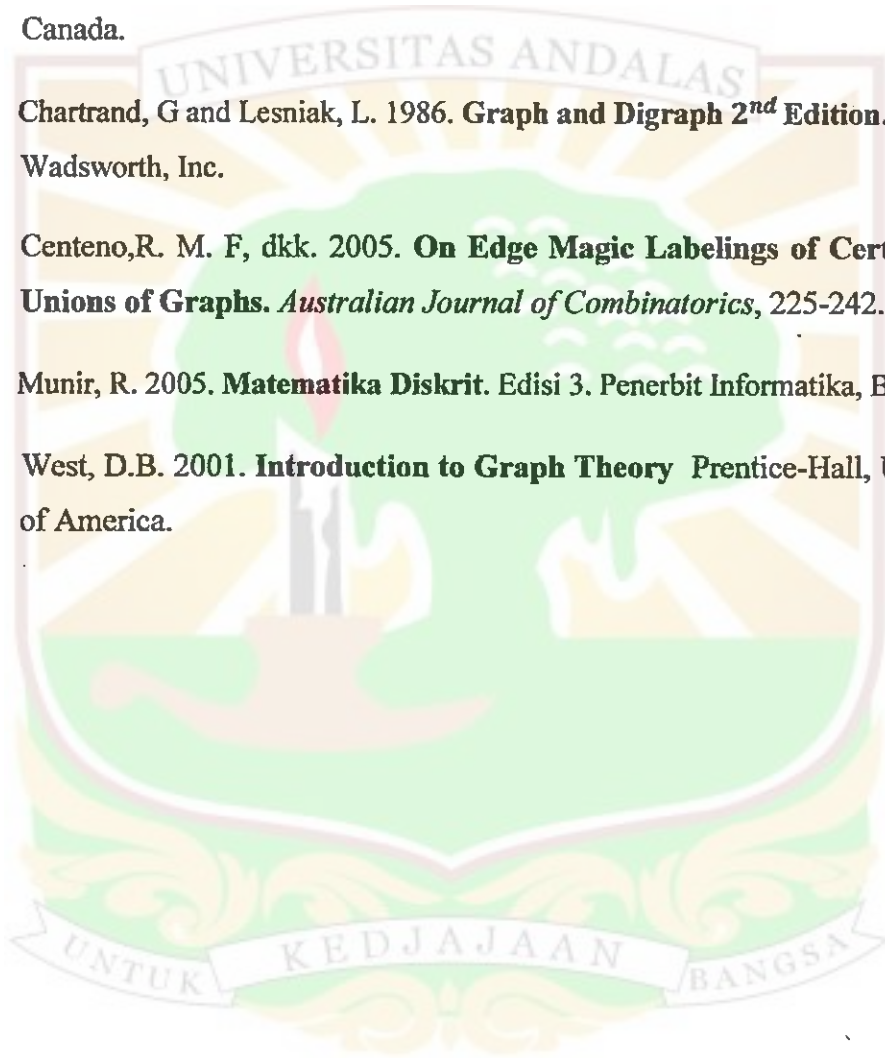 Canada.
UNIVERSITAS ANDALAS
Chartrand, G and Lesniak, L. 1986. Graph and Digraph 2nd Edition.
Wadsworth, Inc.
Centeno,R. M. F, dkk. 2005. On Edge Magic Labelings of Cert
Unions of Graphs. Australian Journal of Combinatorics, 225-242.
Munir, R. 2005. Matematika Diskrit. Edisi 3. Penerbit Informatika, B
West, D.B. 2001. Introduction to Graph Theory Prentice-Hall, U
of America.
UNTUK KEDJAJAAN BANGSA